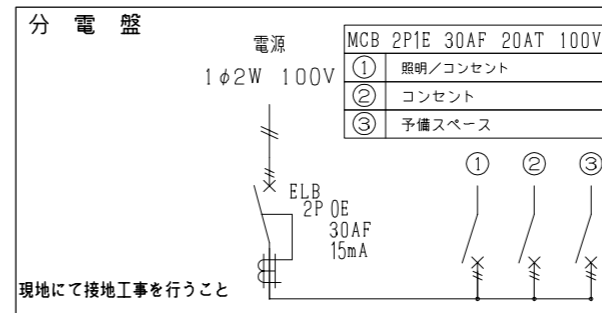 分電盤
電源
1φ2W 100V
MCB 2P1E 30AF 20AT 100V
① 照明/コンセント
② コンセント
③ 予備スペース
① ② ③
ELB
2P 0E
30AF
15mA
現地にて接地工事を行うこと